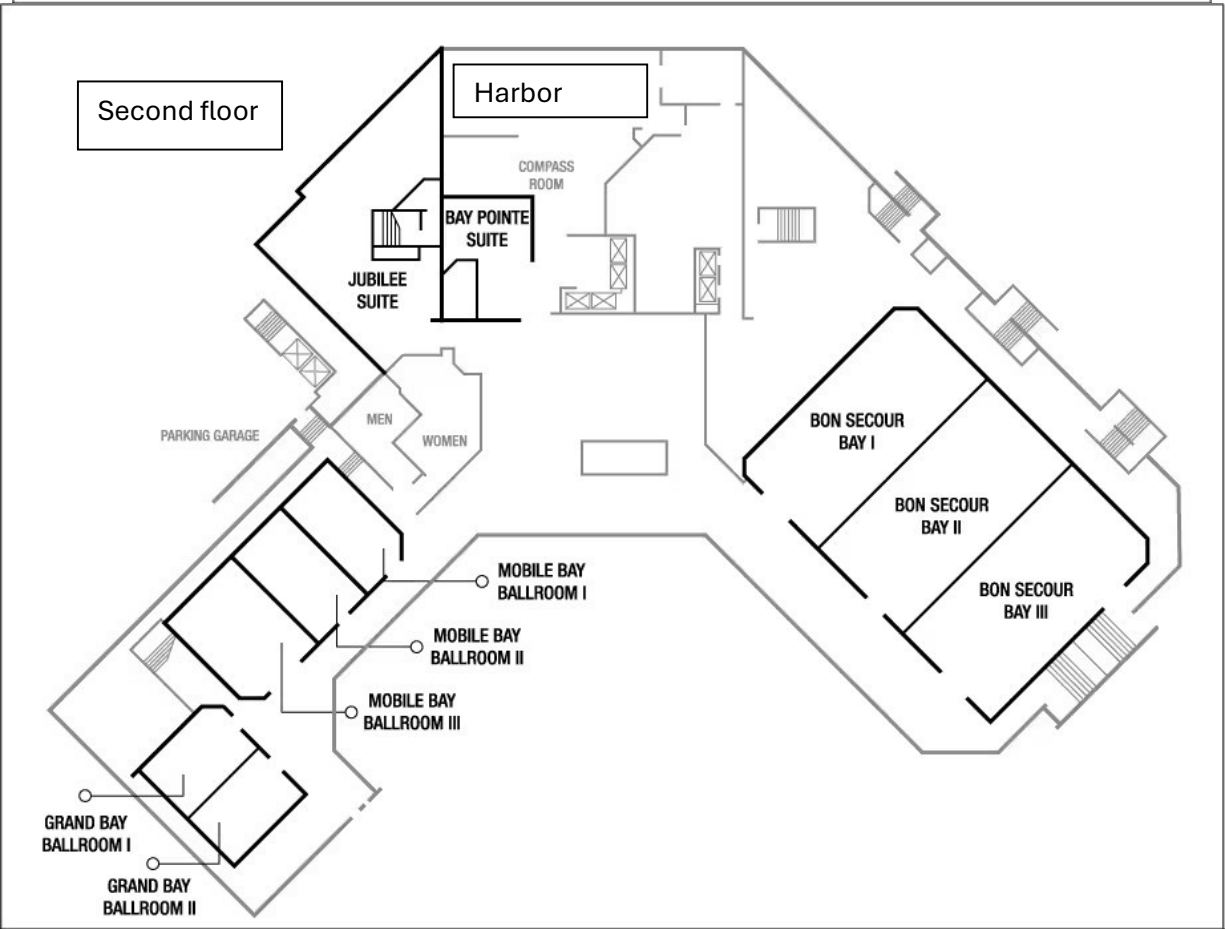 Second floor
Harbor
COMPASS
ROOM
BAY POINTE
SUITE
JUBILEE
SUITE
MEN
WOMEN
PARKING GARAGE
BON SECOUR
BAY I
BON SECOUR
BAY II
BON SECOUR
BAY III
MOBILE BAY
BALLROOM I
MOBILE BAY
BALLROOM II
MOBILE BAY
BALLROOM III
GRAND BAY
BALLROOM I
GRAND BAY
BALLROOM II